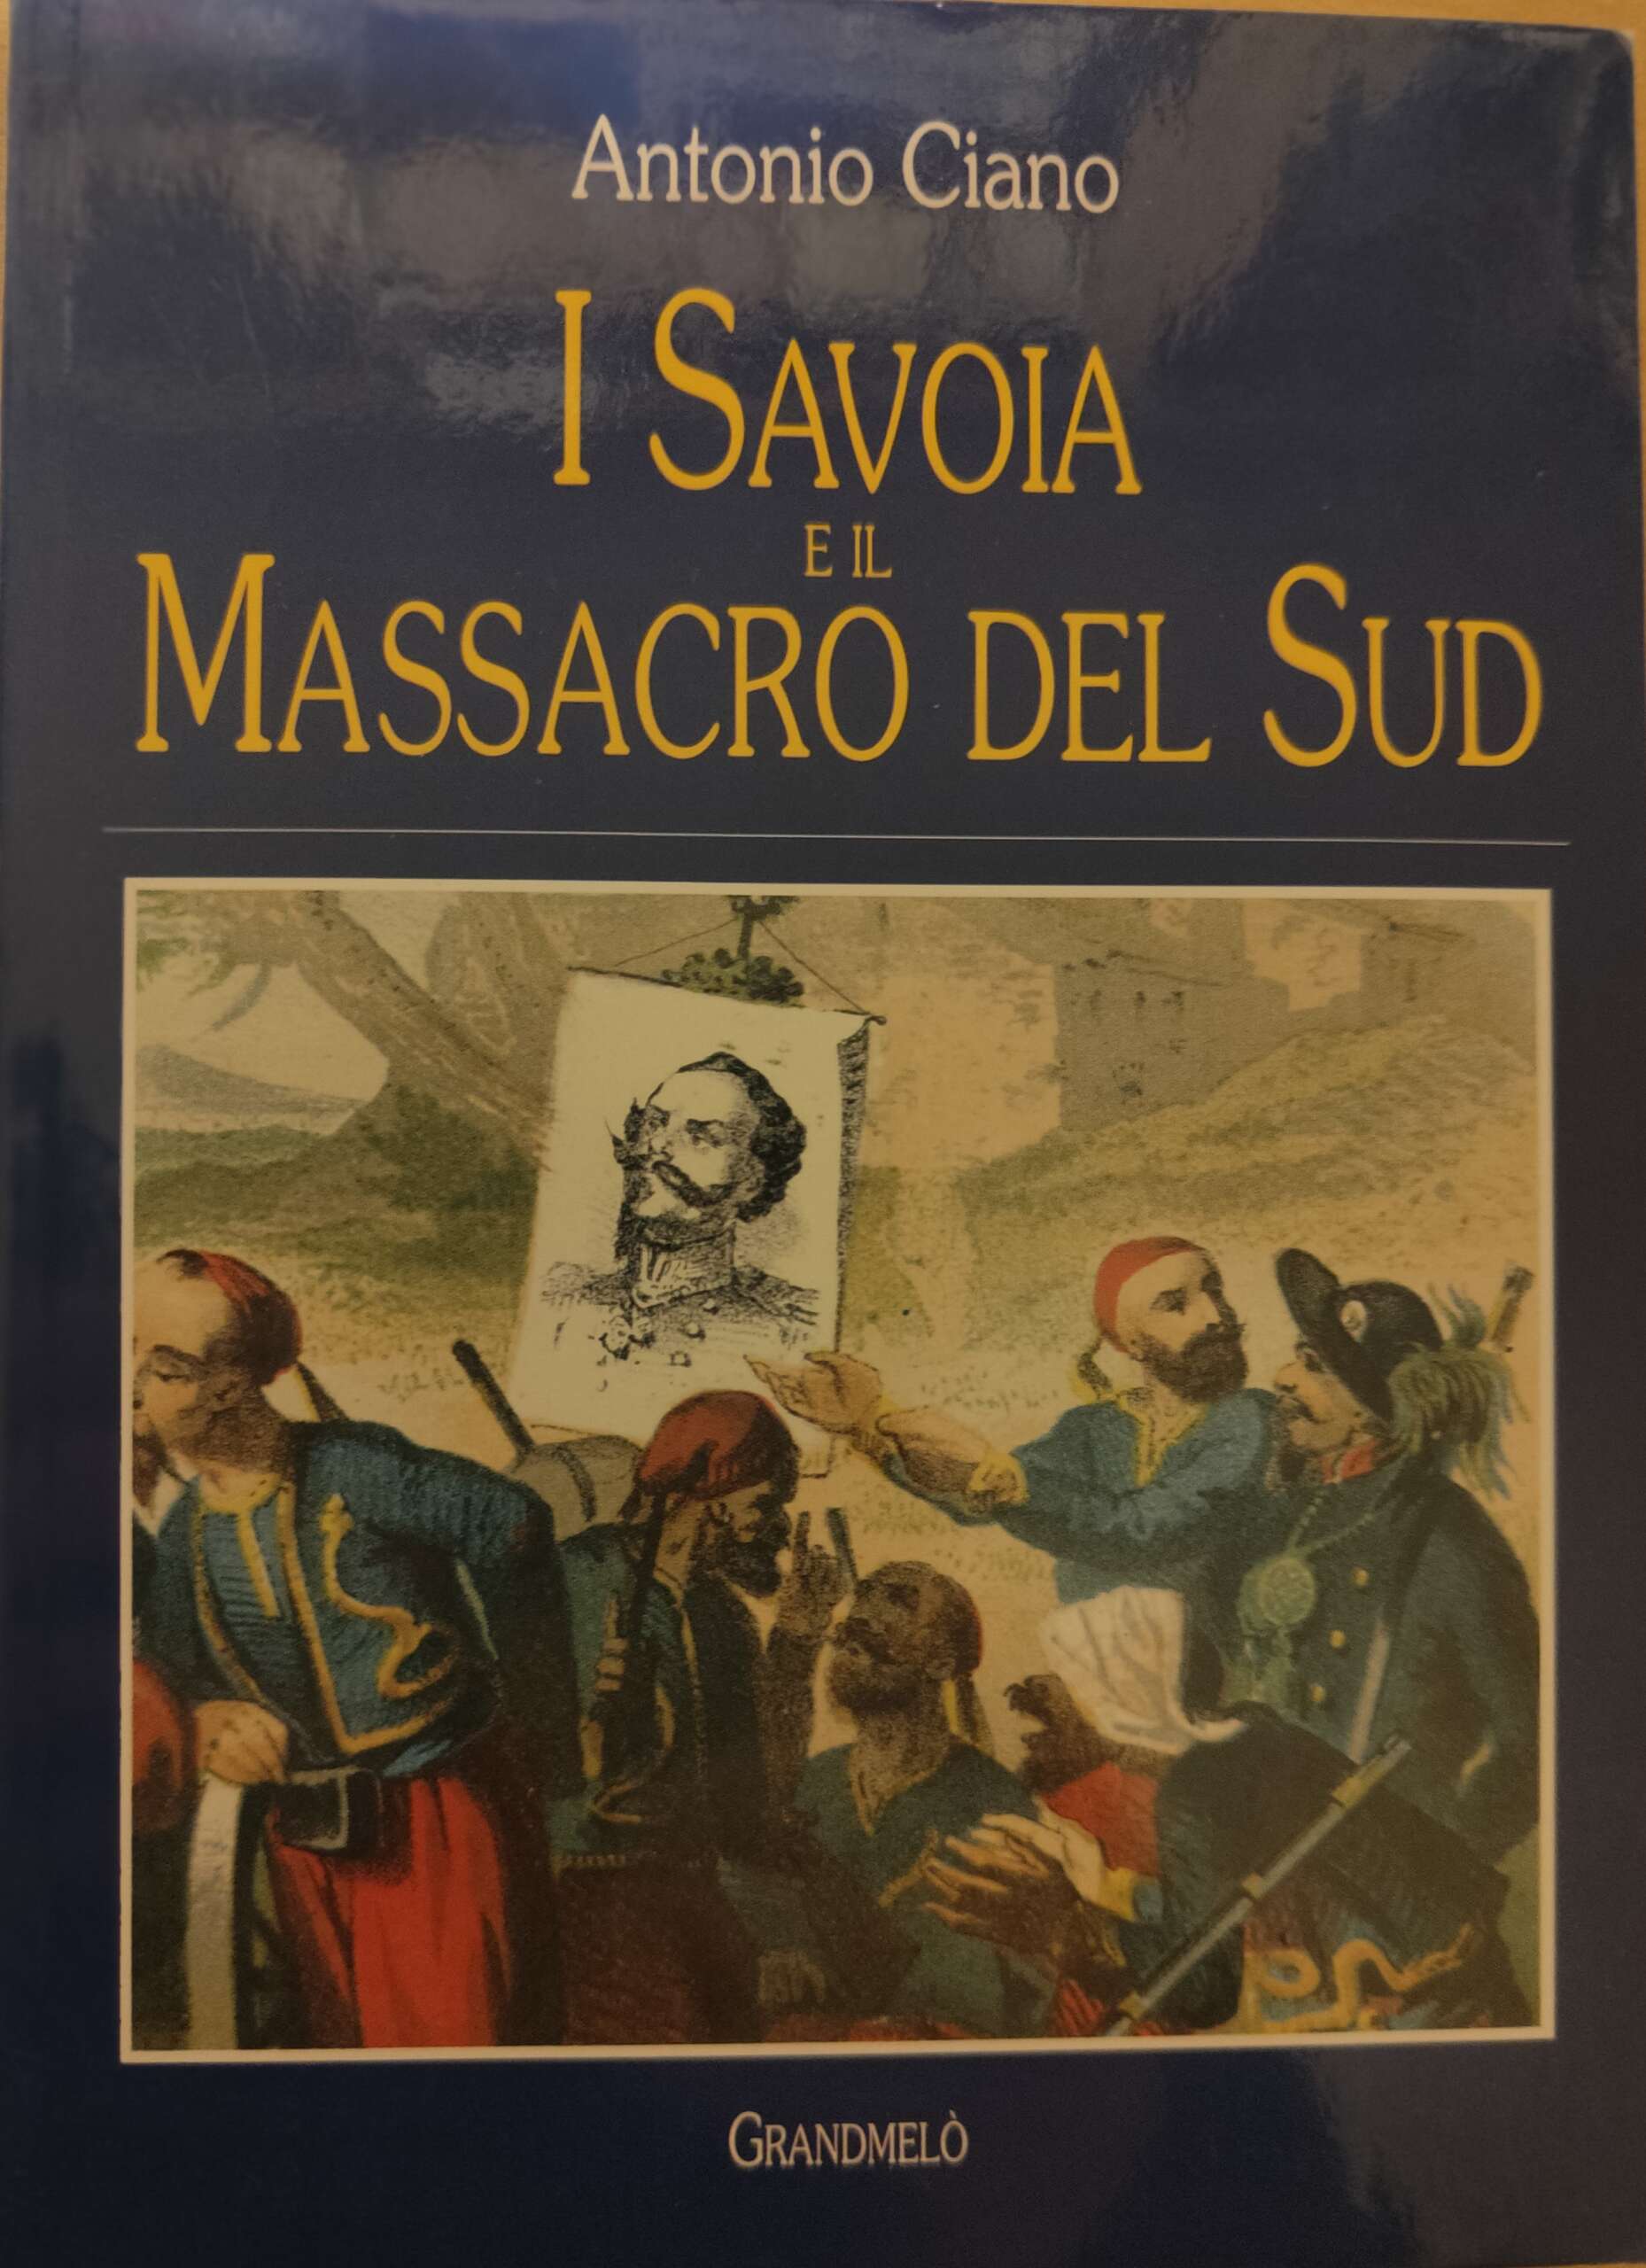 Antonio Ciano
I SAVOIA
E IL
MASSACRO DEL SUD
GRANDMELÒ